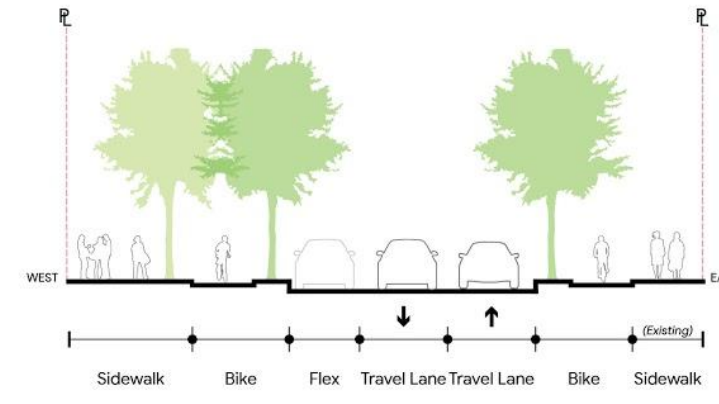 PL PL
WEST
(Existing)
Sidewalk Bike Flex Travel Lane Travel Lane Bike Sidewalk